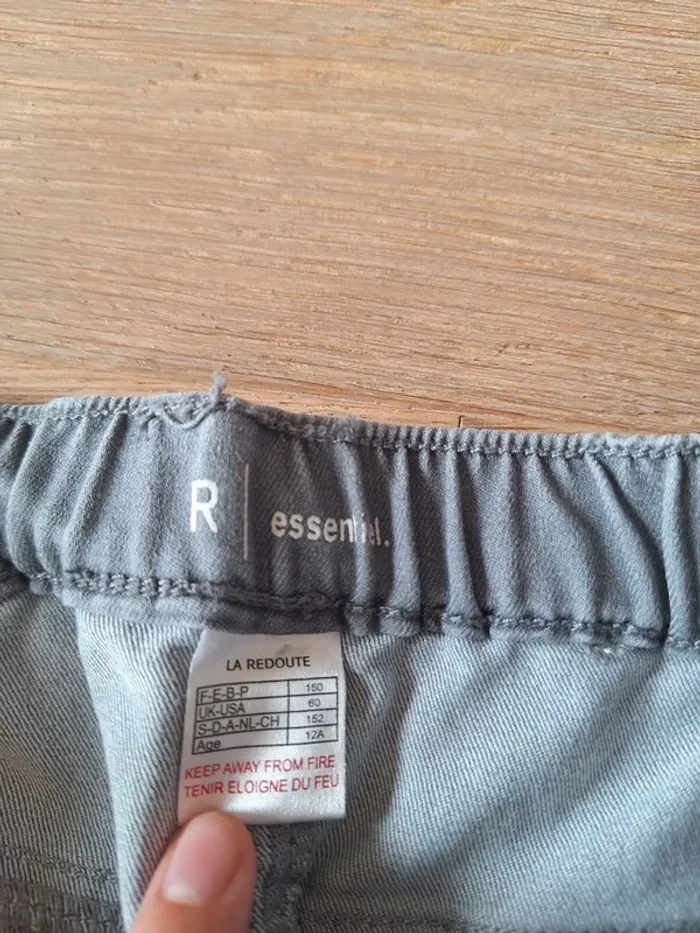 R | essentiel.
LA REDOUTE
F-E-B-P 150
UK-USA 60
S-D-A-NL-CH 152
Age 12A
KEEP AWAY FROM FIRE
TENIR ELOIGNE DU FEU